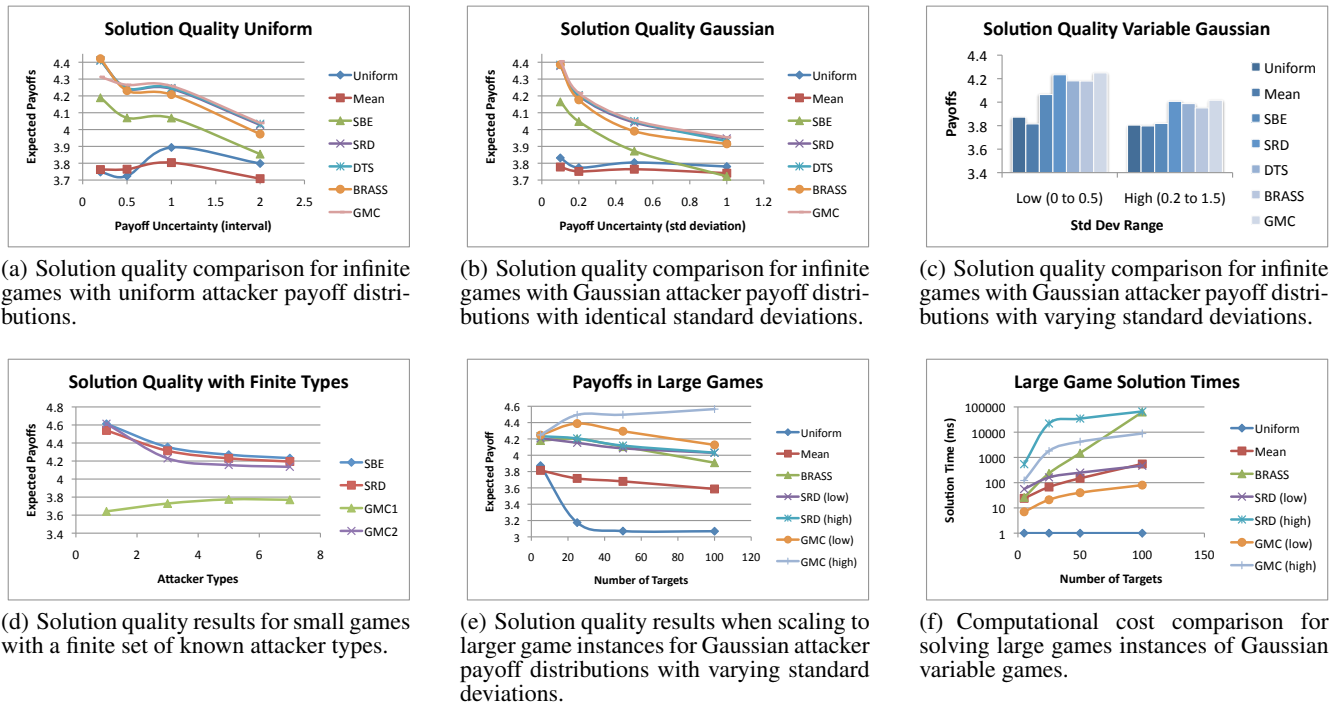 Solution Quality Uniform
Expected Payoffs
4.4
4.3
4.2
4.1
4
3.9
3.8
3.7
0 0.5 1 1.5 2 2.5
Payoff Uncertainty (interval)
Uniform
Mean
SBE
SRD
DTS
BRASS
GMC
(a) Solution quality comparison for infinite
games with uniform attacker payoff distri-
butions.
Solution Quality Gaussian
Expected Payoffs
4.4
4.3
4.2
4.1
4
3.9
3.8
3.7
0 0.2 0.4 0.6 0.8 1 1.2
Payoff Uncertainty (std deviation)
Uniform
Mean
SBE
SRD
DTS
BRASS
GMC
(b) Solution quality comparison for infinite
games with Gaussian attacker payoff distri-
butions with identical standard deviations.
Solution Quality Variable Gaussian
Payoffs
4.4
4.2
4
3.8
3.6
3.4
Low (0 to 0.5) High (0.2 to 1.5)
Std Dev Range
Uniform
Mean
SBE
SRD
DTS
BRASS
GMC
(c) Solution quality comparison for infinite
games with Gaussian attacker payoff distri-
butions with varying standard deviations.
Solution Quality with Finite Types
Expected Payoffs
4.8
4.6
4.4
4.2
4
3.8
3.6
3.4
0 2 4 6 8
Attacker Types
SBE
SRD
GMC1
GMC2
(d) Solution quality results for small games
with a finite set of known attacker types.
Payoffs in Large Games
Expected Payoff
4.6
4.4
4.2
4
3.8
3.6
3.4
3.2
3
0 20 40 60 80 100 120
Number of Targets
Uniform
Mean
BRASS
SRD (low)
SRD (high)
GMC (low)
GMC (high)
(e) Solution quality results when scaling to
larger game instances for Gaussian attacker
payoff distributions with varying standard
deviations.
Large Game Solution Times
Solution Time (ms)
100000
10000
1000
100
10
1
0 50 100 150
Number of Targets
Uniform
Mean
BRASS
SRD (low)
SRD (high)
GMC (low)
GMC (high)
(f) Computational cost comparison for
solving large games instances of Gaussian
variable games.